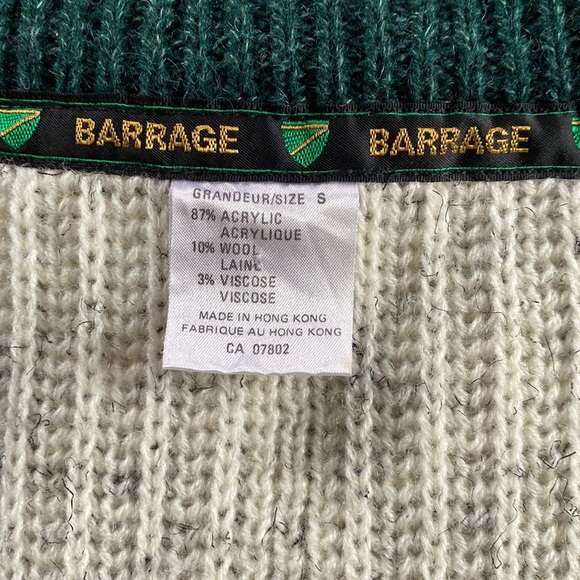 BARRAGE BARRAGE
GRANDEUR/SIZE S
87% ACRYLIC
ACRYLIQUE
10% WOOL
LAINE
3% VISCOSE
VISCOSE
MADE IN HONG KONG
FABRIQUE AU HONG KONG
CA 07802